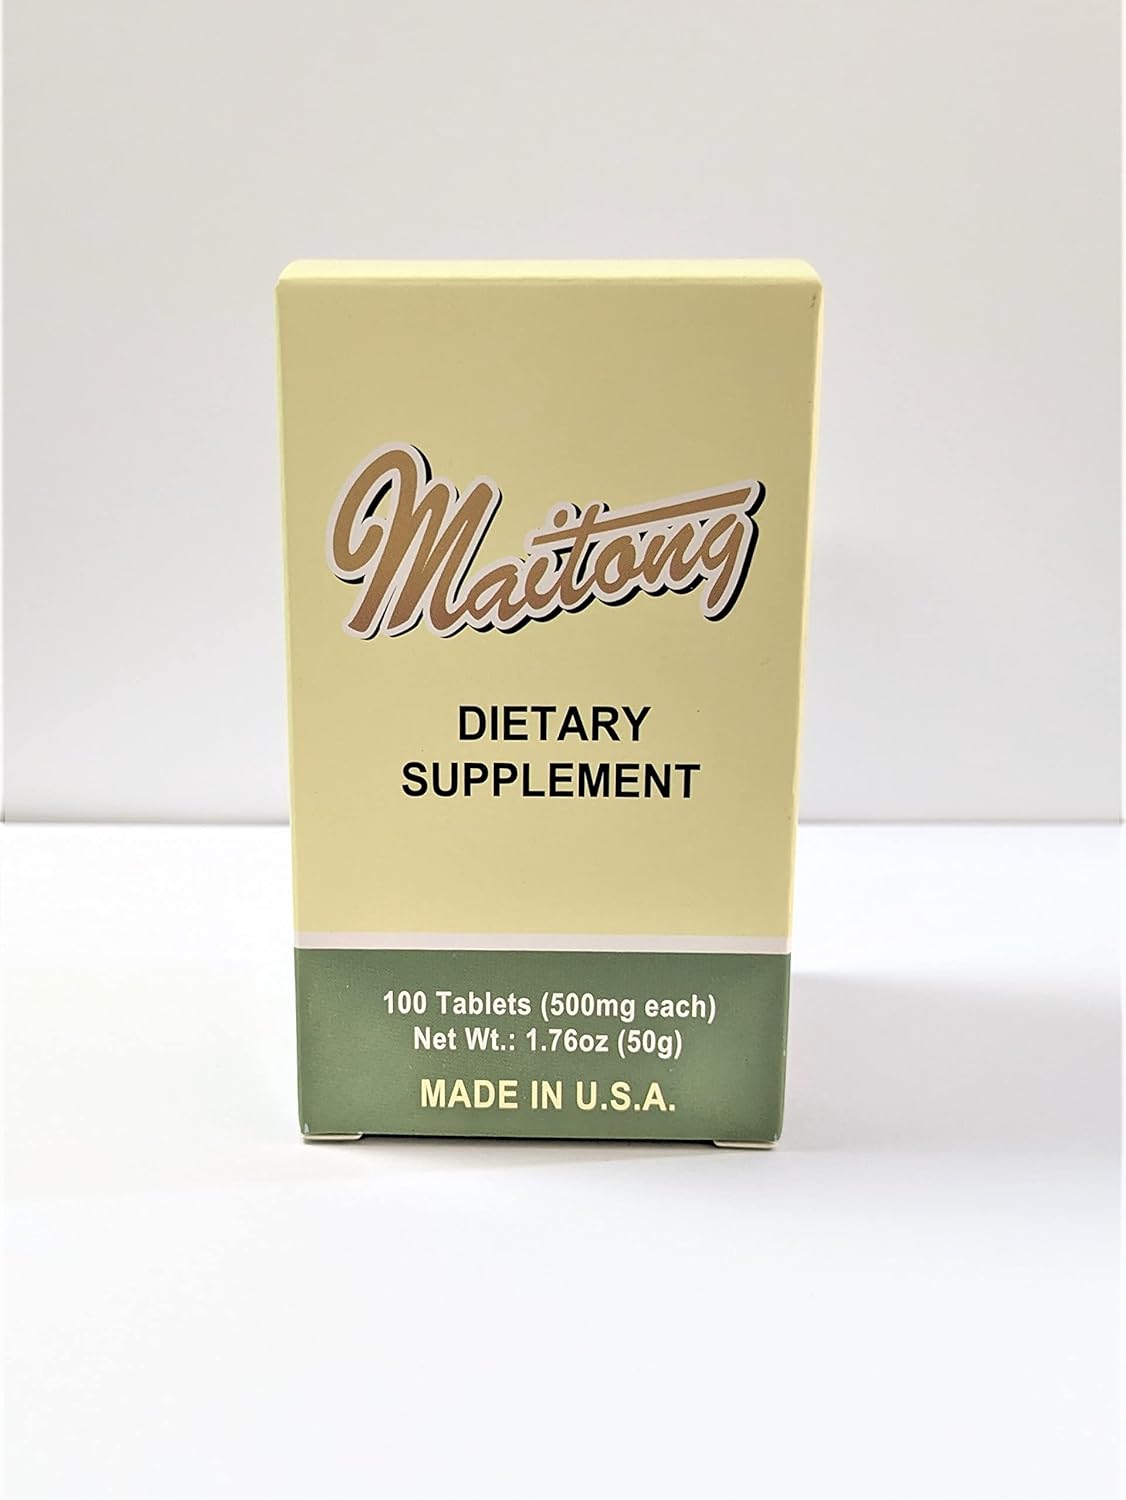 Maitong
DIETARY
SUPPLEMENT
100 Tablets (500mg each)
Net Wt.: 1.76oz (50g)
MADE IN U.S.A.